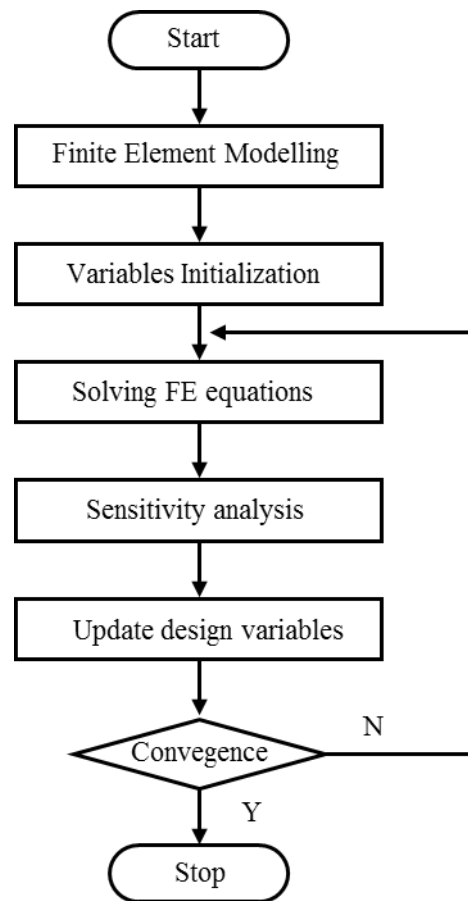 Start
Finite Element Modelling
Variables Initialization
Solving FE equations
Sensitivity analysis
Update design variables
Convegence
N
Y
Stop